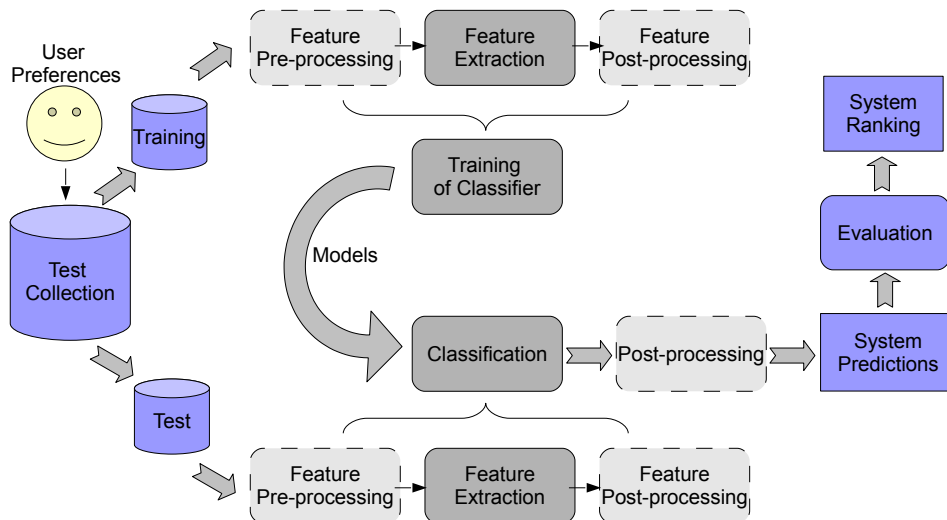 User
Preferences
Training
Test
Collection
Test
Feature
Pre-processing
Feature
Extraction
Feature
Post-processing
Training
of Classifier
Models
Classification
Post-processing
System
Predictions
Evaluation
System
Ranking
Feature
Pre-processing
Feature
Extraction
Feature
Post-processing